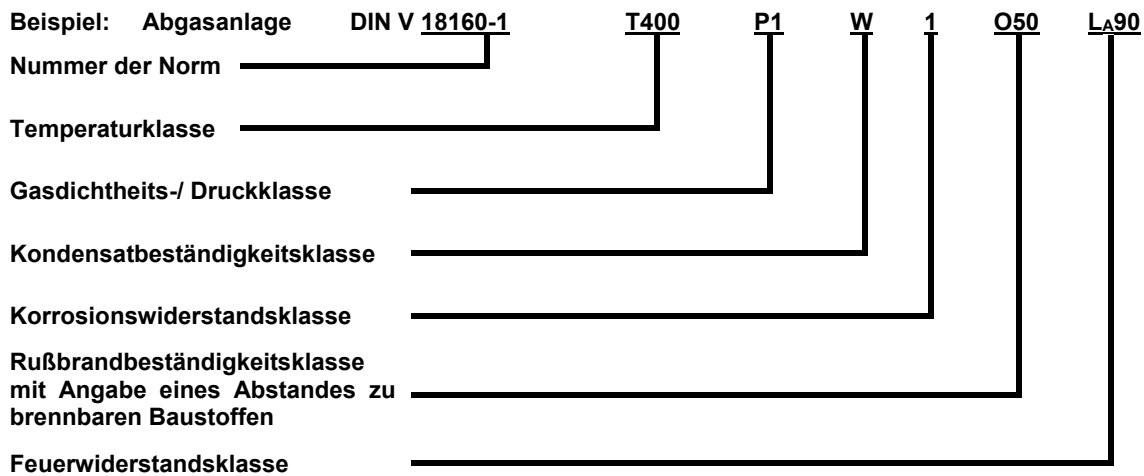 Beispiel: Abgasanlage DIN V 18160-1 T400 P1 W 1 O50 LA90
Nummer der Norm
Temperaturklasse
Gasdichtheits-/ Druckklasse
Kondensatbeständigkeitsklasse
Korrosionswiderstandsklasse
Rußbrandbeständigkeitsklasse
mit Angabe eines Abstandes zu
brennbaren Baustoffen
Feuerwiderstandsklasse